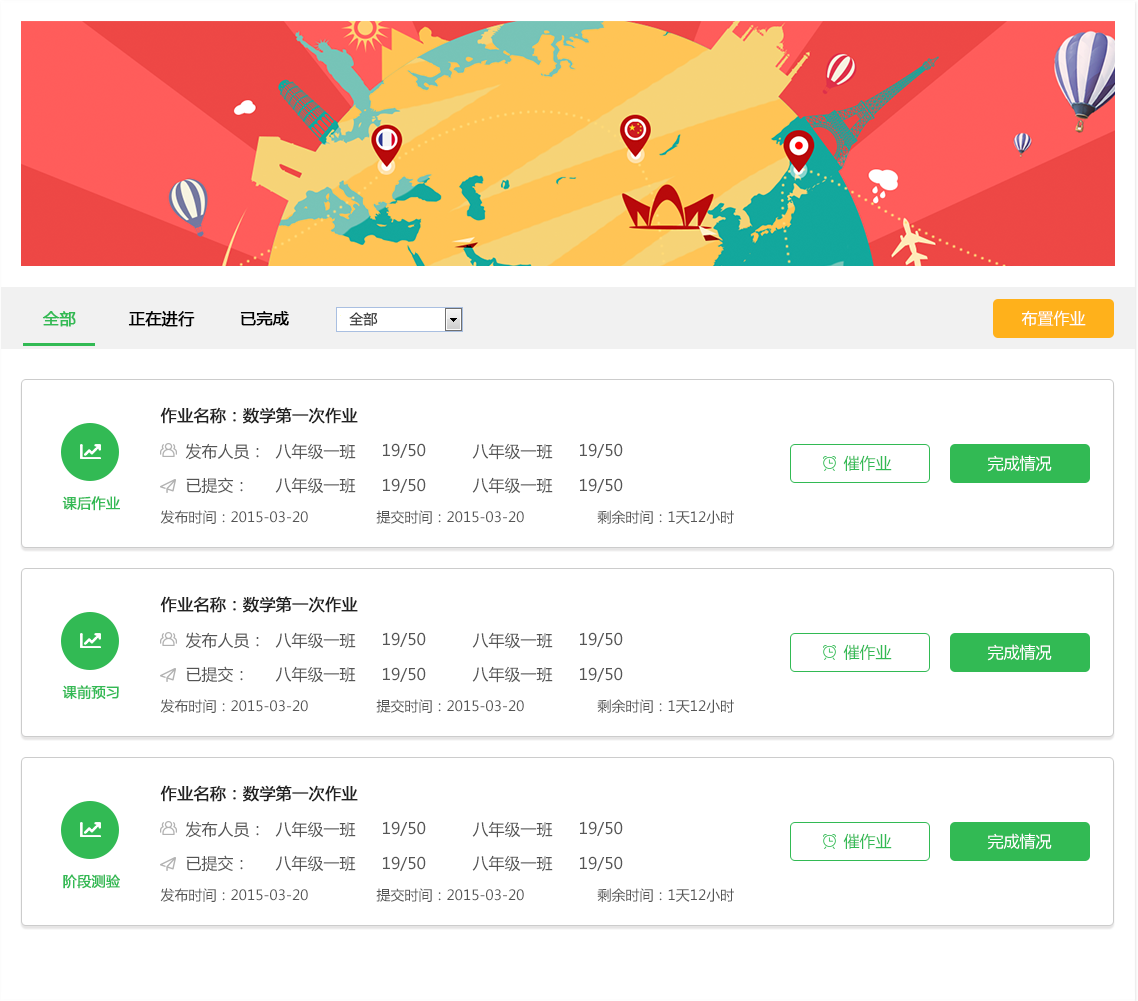 全部 正在进行 已完成 全部 布置作业
作业名称：数学第一次作业
发布人员： 八年级一班 19/50 八年级一班 19/50
催作业 完成情况
已提交： 八年级一班 19/50 八年级一班 19/50
课后作业
发布时间：2015-03-20 提交时间：2015-03-20 剩余时间：1天12小时
作业名称：数学第一次作业
发布人员： 八年级一班 19/50 八年级一班 19/50
催作业 完成情况
已提交： 八年级一班 19/50 八年级一班 19/50
课前预习
发布时间：2015-03-20 提交时间：2015-03-20 剩余时间：1天12小时
作业名称：数学第一次作业
发布人员： 八年级一班 19/50 八年级一班 19/50
催作业 完成情况
已提交： 八年级一班 19/50 八年级一班 19/50
阶段测验
发布时间：2015-03-20 提交时间：2015-03-20 剩余时间：1天12小时